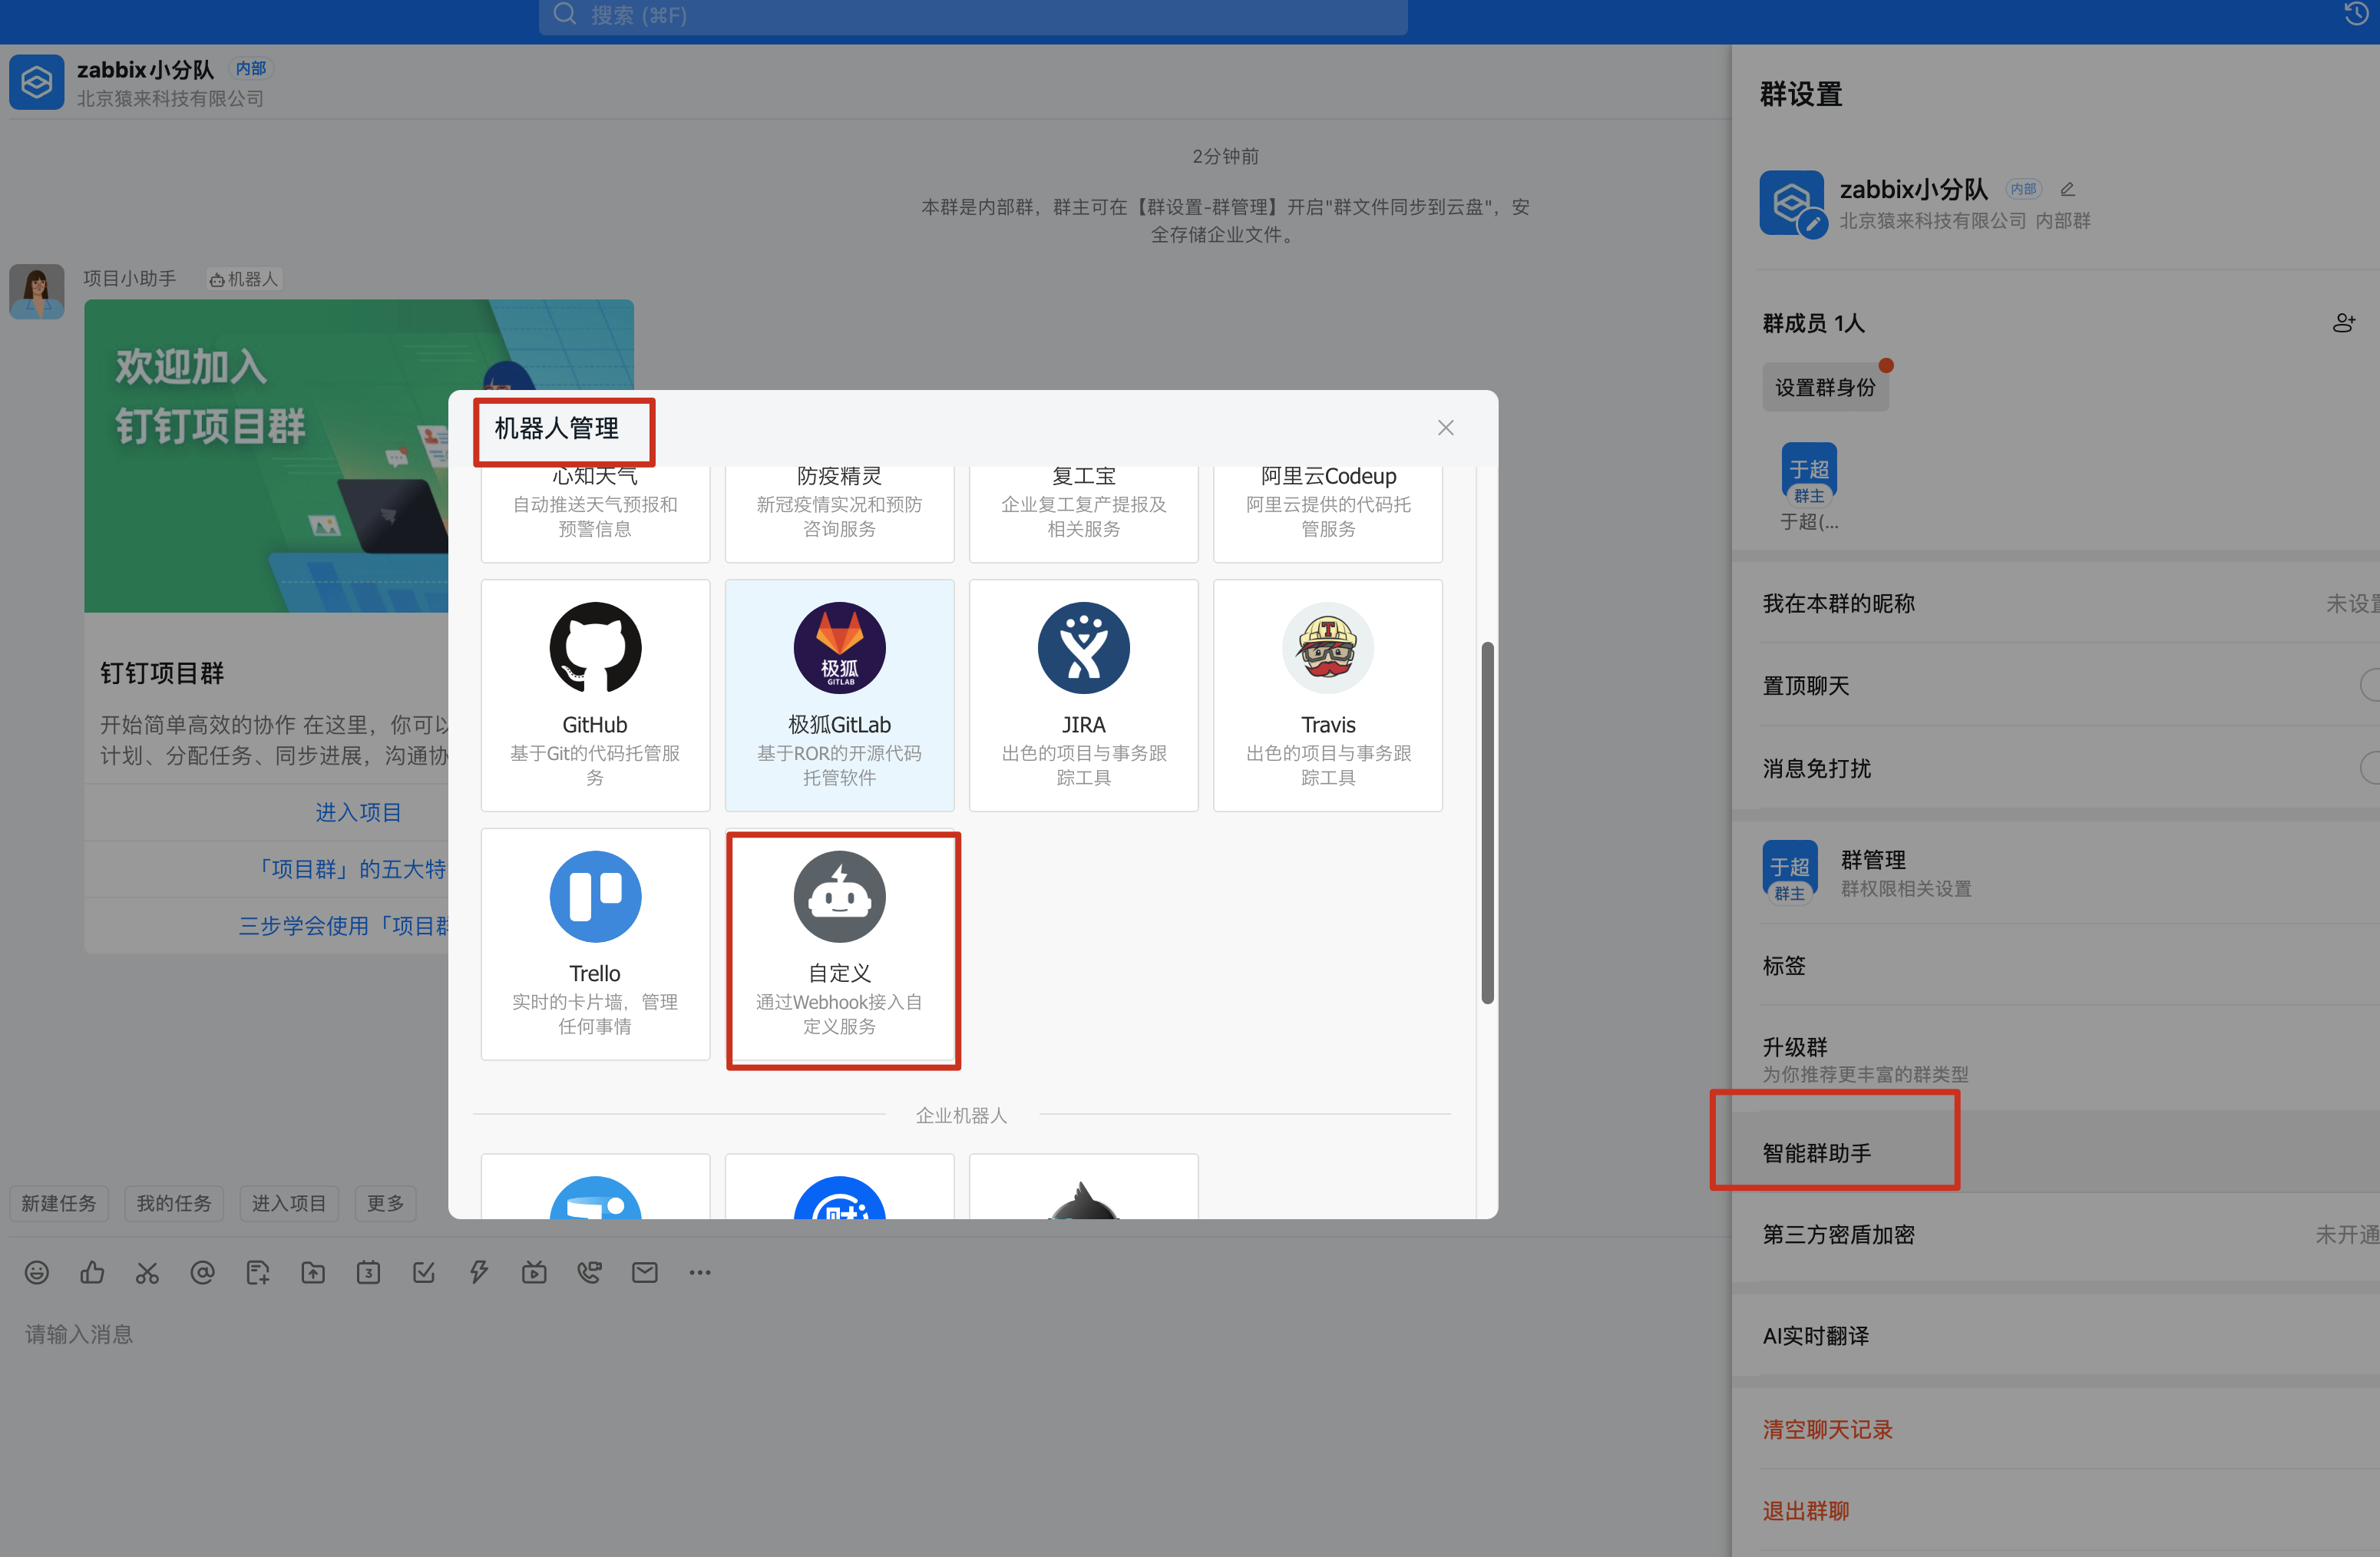 搜索 (⌘F)
zabbix小分队 内部
北京猿来科技有限公司
2分钟前
本群是内部群，群主可在【群设置-群管理】开启"群文件同步到云盘"，安
全存储企业文件。
项目小助手 机器人
欢迎加入
钉钉项目群
钉钉项目群
开始简单高效的协作 在这里，你可以
计划、分配任务、同步进展，沟通协
进入项目
「项目群」的五大特
三步学会使用「项目群
新建任务 我的任务 进入项目 更多
3
请输入消息
机器人管理
心知天气
自动推送天气预报和
预警信息
防疫精灵
新冠疫情实况和预防
咨询服务
复工宝
企业复工复产提报及
相关服务
阿里云Codeup
阿里云提供的代码托
管服务
GitHub
基于Git的代码托管服
务
极狐
GITLAB
极狐GitLab
基于ROR的开源代码
托管软件
JIRA
出色的项目与事务跟
踪工具
T
Travis
出色的项目与事务跟
踪工具
Trello
实时的卡片墙，管理
任何事情
自定义
通过Webhook接入自
定义服务
企业机器人
群设置
zabbix小分队 内部
北京猿来科技有限公司 内部群
群成员 1人
设置群身份
于超
群主
于超(...
我在本群的昵称 未设置
置顶聊天
消息免打扰
于超
群主
群管理
群权限相关设置
标签
升级群
为你推荐更丰富的群类型
智能群助手
第三方密盾加密 未开通
AI实时翻译
清空聊天记录
退出群聊